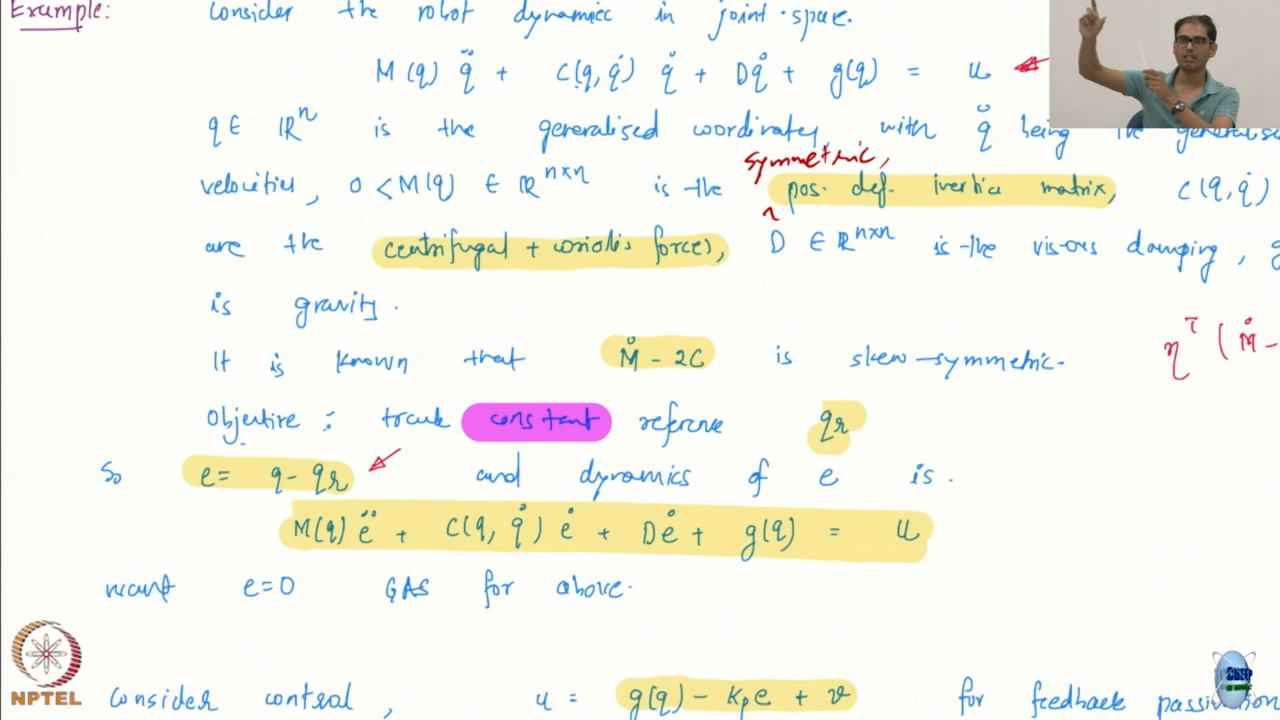 Example: Consider the robot dynamics in joint-space.
M(q) q̈ + C(q, q̇) q̇ + Dq̇ + g(q) = u
q ∈ ℝⁿ is the generalised coordinates, with q̇ being the generalised
symmetric,
velocities, 0 < M(q) ∈ ℝⁿˣⁿ is the pos. def. inertia matrix, C(q, q̇)
are the centrifugal + coriolis forces, D ∈ ℝⁿˣⁿ is the viscous damping, g
is gravity.
It is known that Ṁ - 2C is skew-symmetric. ηᵀ (Ṁ -
Objective : track constant reference qr
So e = q - qr and dynamics of e is.
M(q) ë + C(q, q̇) ė + Dė + g(q) = u
want e=0 GAS for above.
Consider control, u = g(q) - Kpe + v for feedback passivation
NPTEL